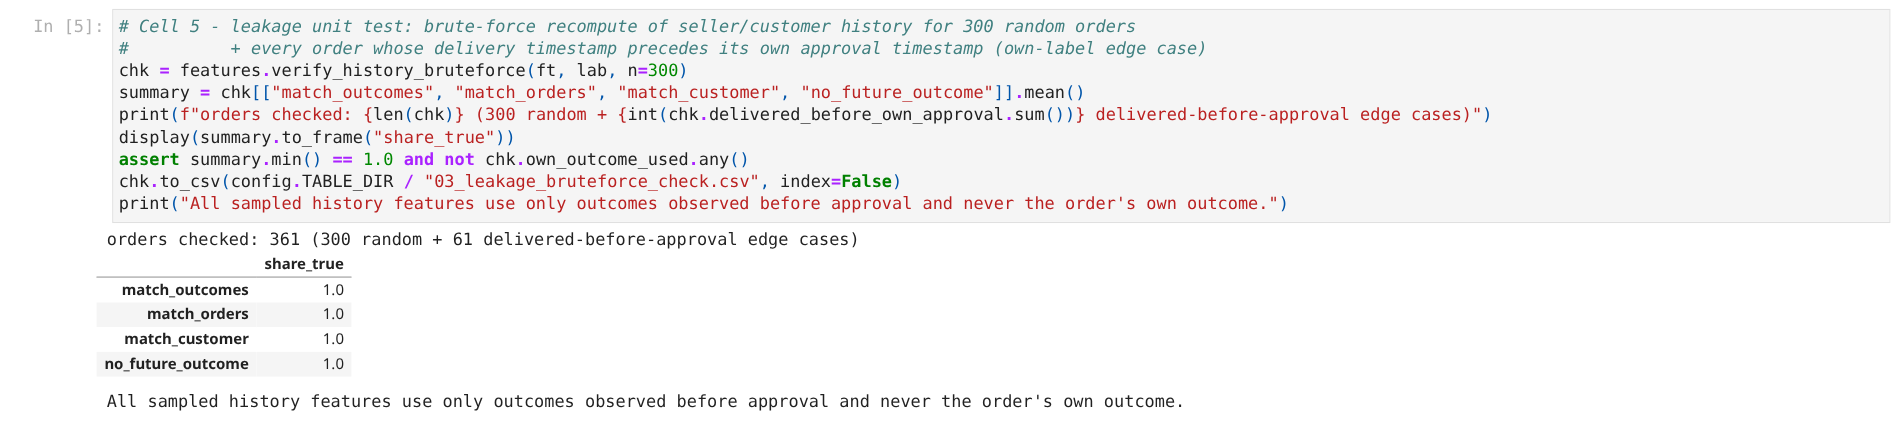 In [5]:
# Cell 5 - leakage unit test: brute-force recompute of seller/customer history for 300 random orders
#          + every order whose delivery timestamp precedes its own approval timestamp (own-label edge case)
chk = features.verify_history_bruteforce(ft, lab, n=300)
summary = chk[["match_outcomes", "match_orders", "match_customer", "no_future_outcome"]].mean()
print(f"orders checked: {len(chk)} (300 random + {int(chk.delivered_before_own_approval.sum())} delivered-before-approval edge cases)")
display(summary.to_frame("share_true"))
assert summary.min() == 1.0 and not chk.own_outcome_used.any()
chk.to_csv(config.TABLE_DIR / "03_leakage_bruteforce_check.csv", index=False)
print("All sampled history features use only outcomes observed before approval and never the order's own outcome.")
orders checked: 361 (300 random + 61 delivered-before-approval edge cases)
share_true
match_outcomes 1.0
match_orders 1.0
match_customer 1.0
no_future_outcome 1.0
All sampled history features use only outcomes observed before approval and never the order's own outcome.